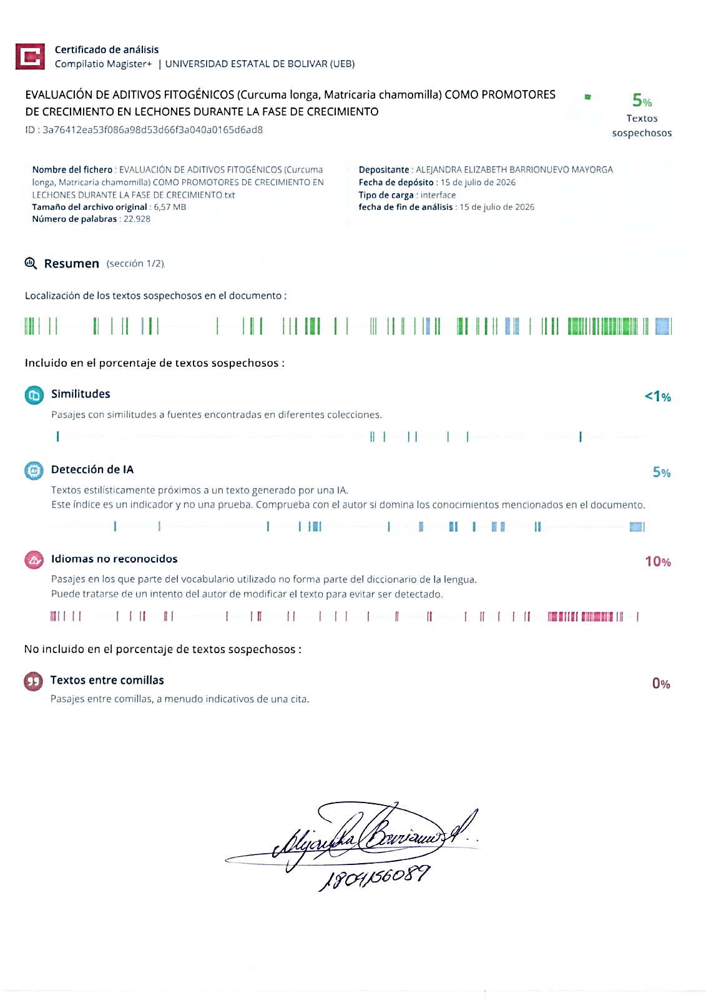 Certificado de análisis
Compilatio Magister+ | UNIVERSIDAD ESTATAL DE BOLIVAR (UEB)
EVALUACIÓN DE ADITIVOS FITOGÉNICOS (Curcuma longa, Matricaria chamomilla) COMO PROMOTORES
DE CRECIMIENTO EN LECHONES DURANTE LA FASE DE CRECIMIENTO
ID : 3a76412ea53f086a98d53d66f3a040a0165d6ad8
5%
Textos
sospechosos
Nombre del fichero : EVALUACIÓN DE ADITIVOS FITOGÉNICOS (Curcuma
longa, Matricaria chamomilla) COMO PROMOTORES DE CRECIMIENTO EN
LECHONES DURANTE LA FASE DE CRECIMIENTO.txt
Tamaño del archivo original : 6,57 MB
Número de palabras : 22.928
Depositante : ALEJANDRA ELIZABETH BARRIONUEVO MAYORGA
Fecha de depósito : 15 de julio de 2026
Tipo de carga : interface
fecha de fin de análisis : 15 de julio de 2026
Resumen (sección 1/2).
Localización de los textos sospechosos en el documento :
Incluido en el porcentaje de textos sospechosos :
Similitudes
<1%
Pasajes con similitudes a fuentes encontradas en diferentes colecciones.
AI
Detección de IA
5%
Textos estilísticamente próximos a un texto generado por una IA.
Este índice es un indicador y no una prueba. Comprueba con el autor si domina los conocimientos mencionados en el documento.
Idiomas no reconocidos
10%
Pasajes en los que parte del vocabulario utilizado no forma parte del diccionario de la lengua.
Puede tratarse de un intento del autor de modificar el texto para evitar ser detectado.
No incluido en el porcentaje de textos sospechosos :
Textos entre comillas
0%
Pasajes entre comillas, a menudo indicativos de una cita.
1804156089